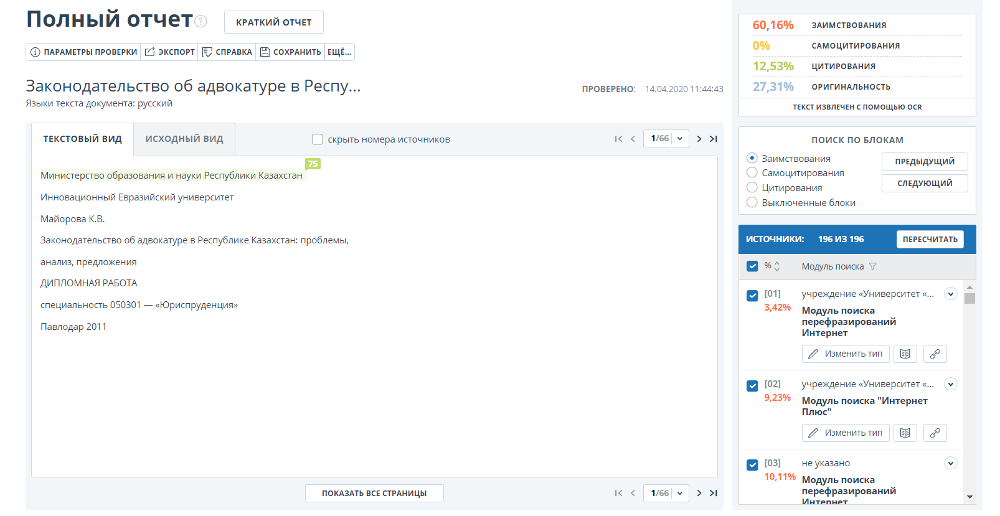 Полный отчет ?
КРАТКИЙ ОТЧЕТ
ПАРАМЕТРЫ ПРОВЕРКИ ЭКСПОРТ СПРАВКА СОХРАНИТЬ ЕЩЁ...
Законодательство об адвокатуре в Респу...
ПРОВЕРЕНО: 14.04.2020 11:44:43
Языки текста документа: русский
ТЕКСТОВЫЙ ВИД ИСХОДНЫЙ ВИД
скрыть номера источников
1/66
75
Министерство образования и науки Республики Казахстан
Инновационный Евразийский университет
Майорова К.В.
Законодательство об адвокатуре в Республике Казахстан: проблемы,
анализ, предложения
ДИПЛОМНАЯ РАБОТА
специальность 050301 — «Юриспруденция»
Павлодар 2011
ПОКАЗАТЬ ВСЕ СТРАНИЦЫ
1/66
60,16% ЗАИМСТВОВАНИЯ
0% САМОЦИТИРОВАНИЯ
12,53% ЦИТИРОВАНИЯ
27,31% ОРИГИНАЛЬНОСТЬ
ТЕКСТ ИЗВЛЕЧЕН С ПОМОЩЬЮ OCR
ПОИСК ПО БЛОКАМ
Заимствования
Самоцитирования
Цитирования
Выключенные блоки
ПРЕДЫДУЩИЙ
СЛЕДУЮЩИЙ
ИСТОЧНИКИ: 196 ИЗ 196 ПЕРЕСЧИТАТЬ
% Модуль поиска
[01] учреждение «Университет «...
3,42%
Модуль поиска
перефразирований
Интернет
Изменить тип
[02] учреждение «Университет «...
9,23%
Модуль поиска "Интернет
Плюс"
Изменить тип
[03] не указано
10,11%
Модуль поиска
перефразирований
Интернет